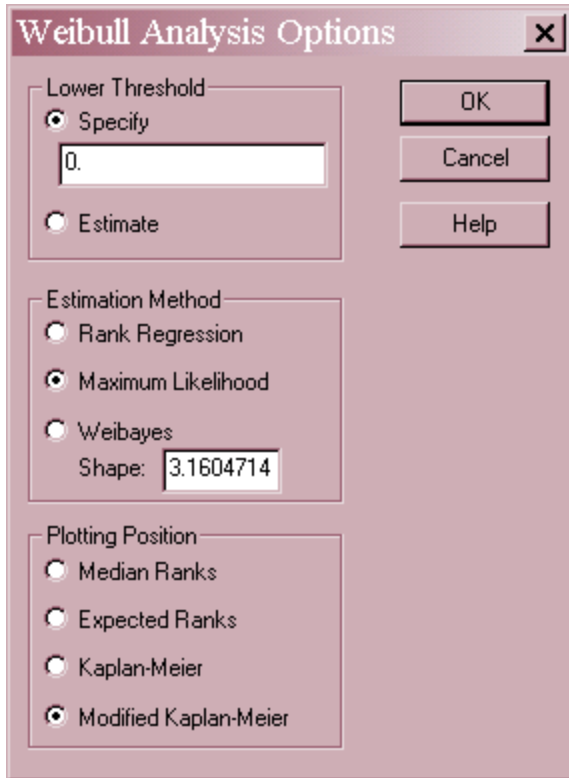 Weibull Analysis Options
Lower Threshold
Specify
0.
Estimate
OK
Cancel
Help
Estimation Method
Rank Regression
Maximum Likelihood
Weibayes
Shape: 3.1604714
Plotting Position
Median Ranks
Expected Ranks
Kaplan-Meier
Modified Kaplan-Meier